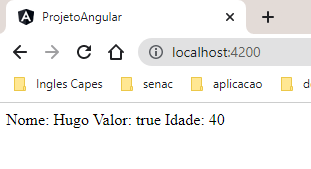 ProjetoAngular
localhost:4200
Ingles Capes senac aplicacao
Nome: Hugo Valor: true Idade: 40